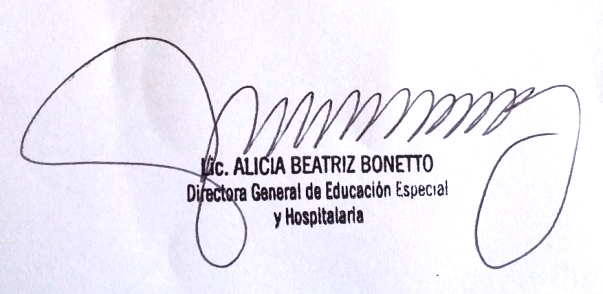 Lic. ALICIA BEATRIZ BONETTO
Directora General de Educación Especial
y Hospitalaria